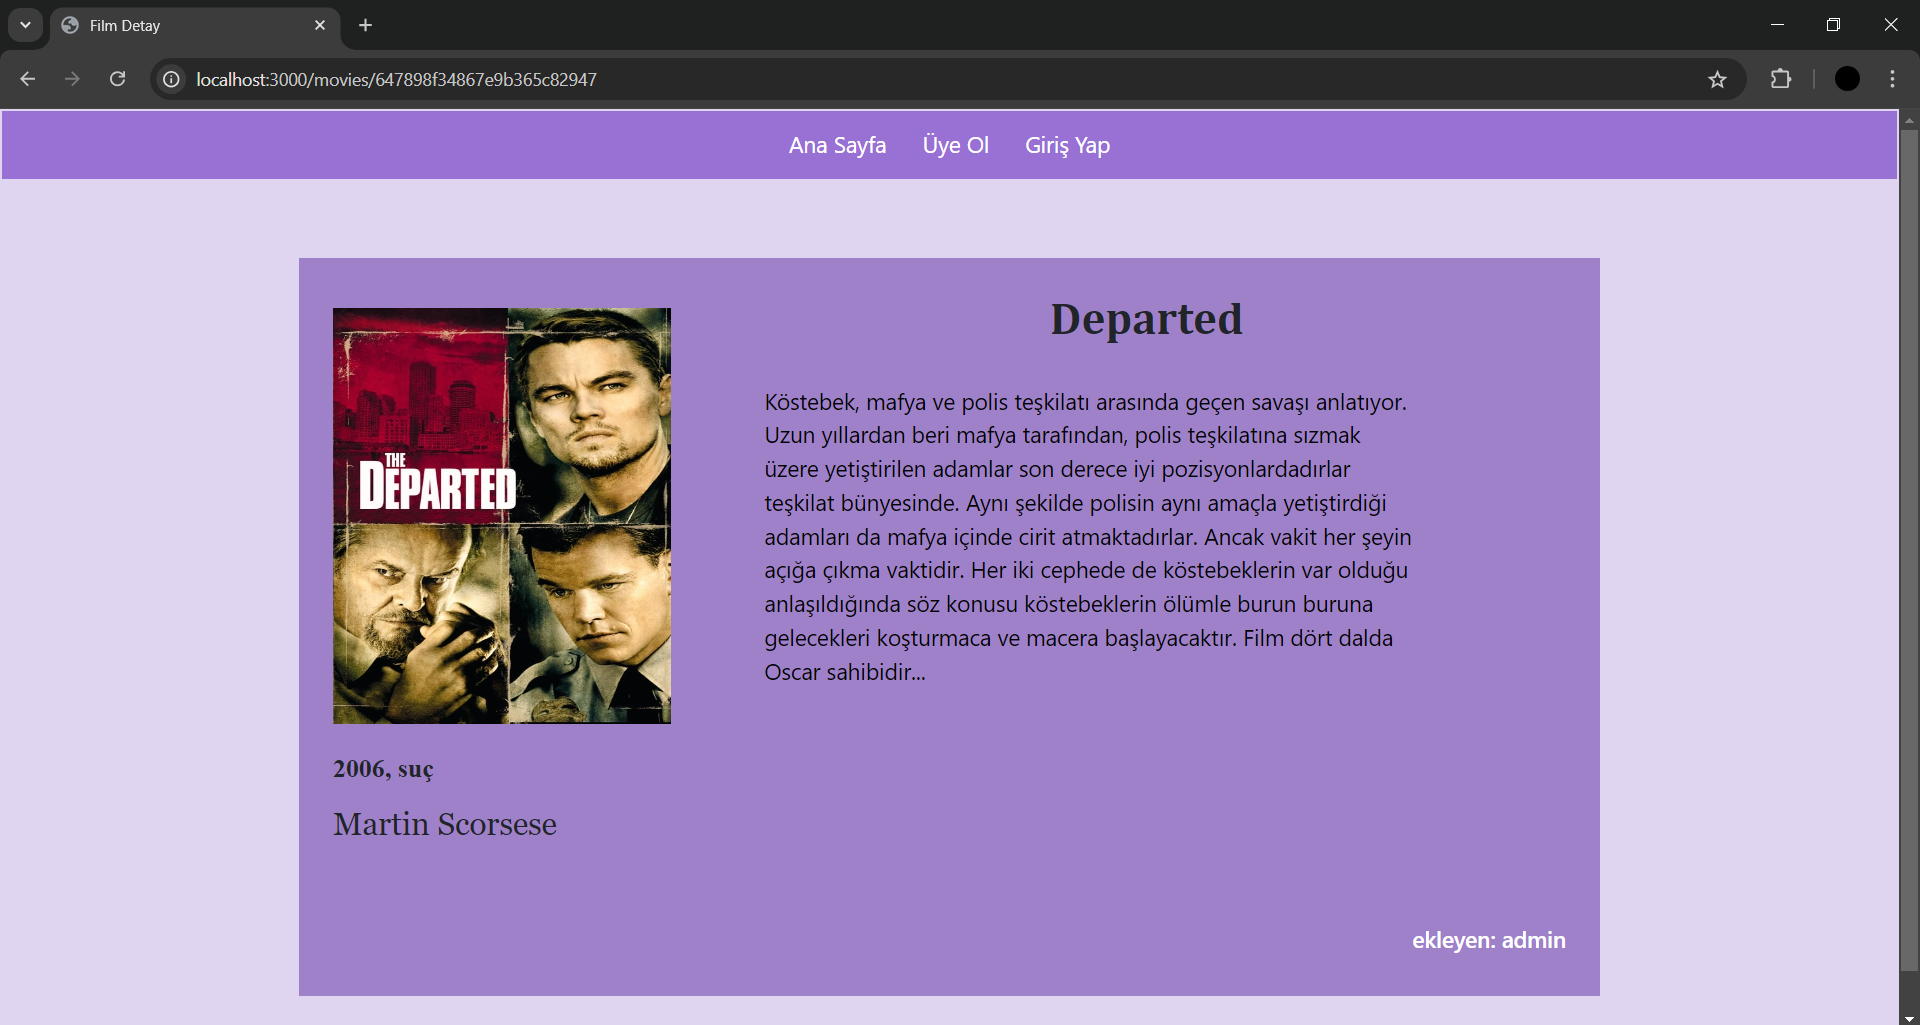 Film Detay
localhost:3000/movies/647898f34867e9b365c82947
Ana Sayfa Üye Ol Giriş Yap
THE
DEPARTED
Departed
Köstebek, mafya ve polis teşkilatı arasında geçen savaşı anlatıyor.
Uzun yıllardan beri mafya tarafından, polis teşkilatına sızmak
üzere yetiştirilen adamlar son derece iyi pozisyonlardadırlar
teşkilat bünyesinde. Aynı şekilde polisin aynı amaçla yetiştirdiği
adamları da mafya içinde cirit atmaktadırlar. Ancak vakit her şeyin
açığa çıkma vaktidir. Her iki cephede de köstebeklerin var olduğu
anlaşıldığında söz konusu köstebeklerin ölümle burun buruna
gelecekleri koşturmaca ve macera başlayacaktır. Film dört dalda
Oscar sahibidir...
2006, suç
Martin Scorsese
ekleyen: admin